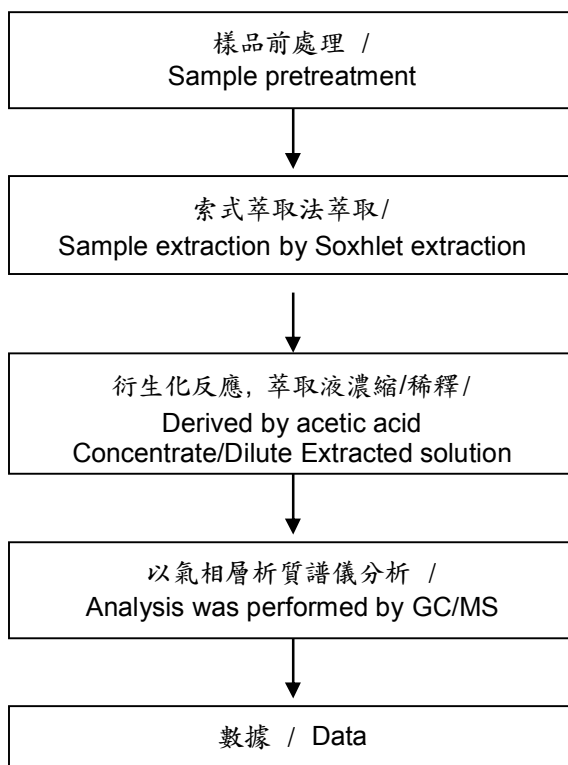 樣品前處理 /
Sample pretreatment
索式萃取法萃取/
Sample extraction by Soxhlet extraction
衍生化反應, 萃取液濃縮/稀釋/
Derived by acetic acid
Concentrate/Dilute Extracted solution
以氣相層析質譜儀分析 /
Analysis was performed by GC/MS
數據 / Data